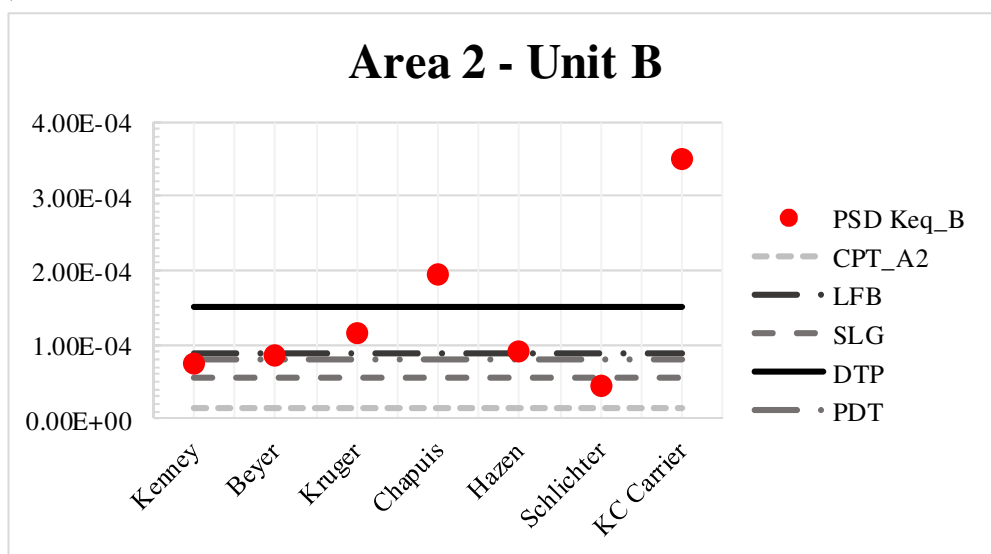 Area 2 - Unit B
4.00E-04
3.00E-04
2.00E-04
1.00E-04
0.00E+00
Kenney
Beyer
Kruger
Chapuis
Hazen
Schlichter
KC Carrier
PSD Keq_B
CPT_A2
LFB
SLG
DTP
PDT